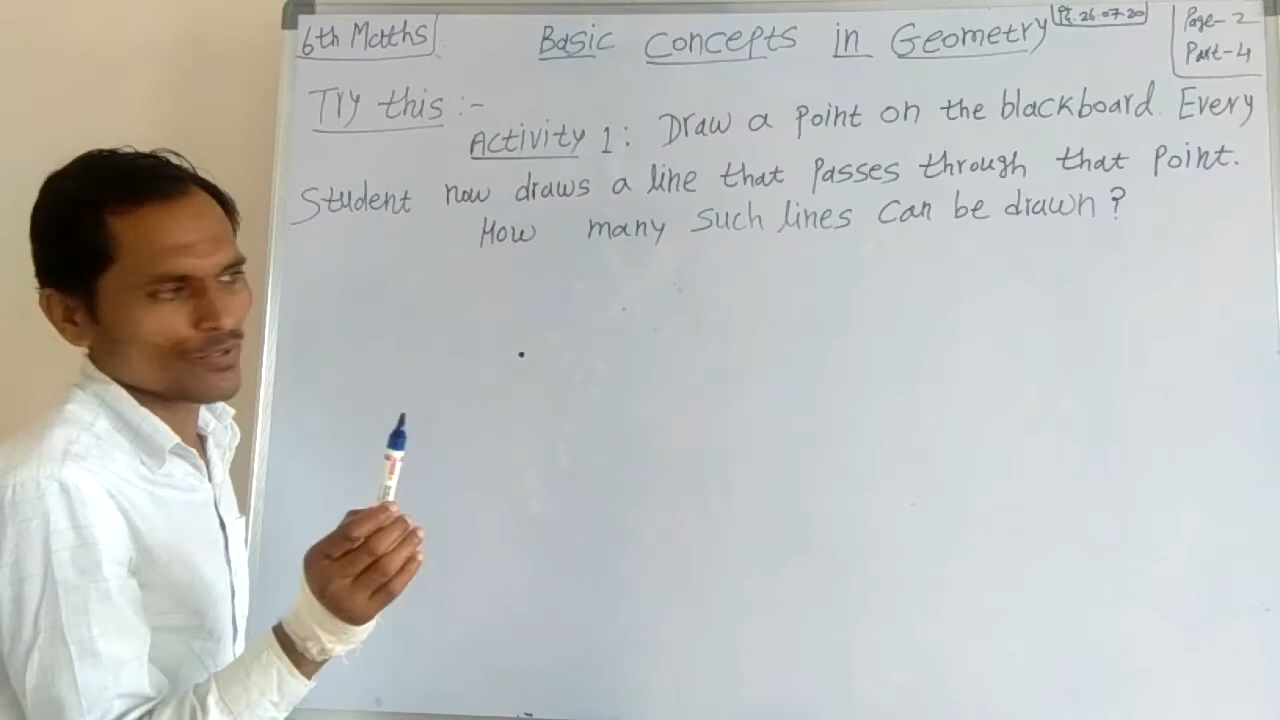 6th Maths
Basic Concepts in Geometry
दि. 26.07.20
Page-2
Part-4
Try this :-
Activity 1: Draw a point on the blackboard. Every
Student now draws a line that passes through that point.
How many such lines can be drawn?